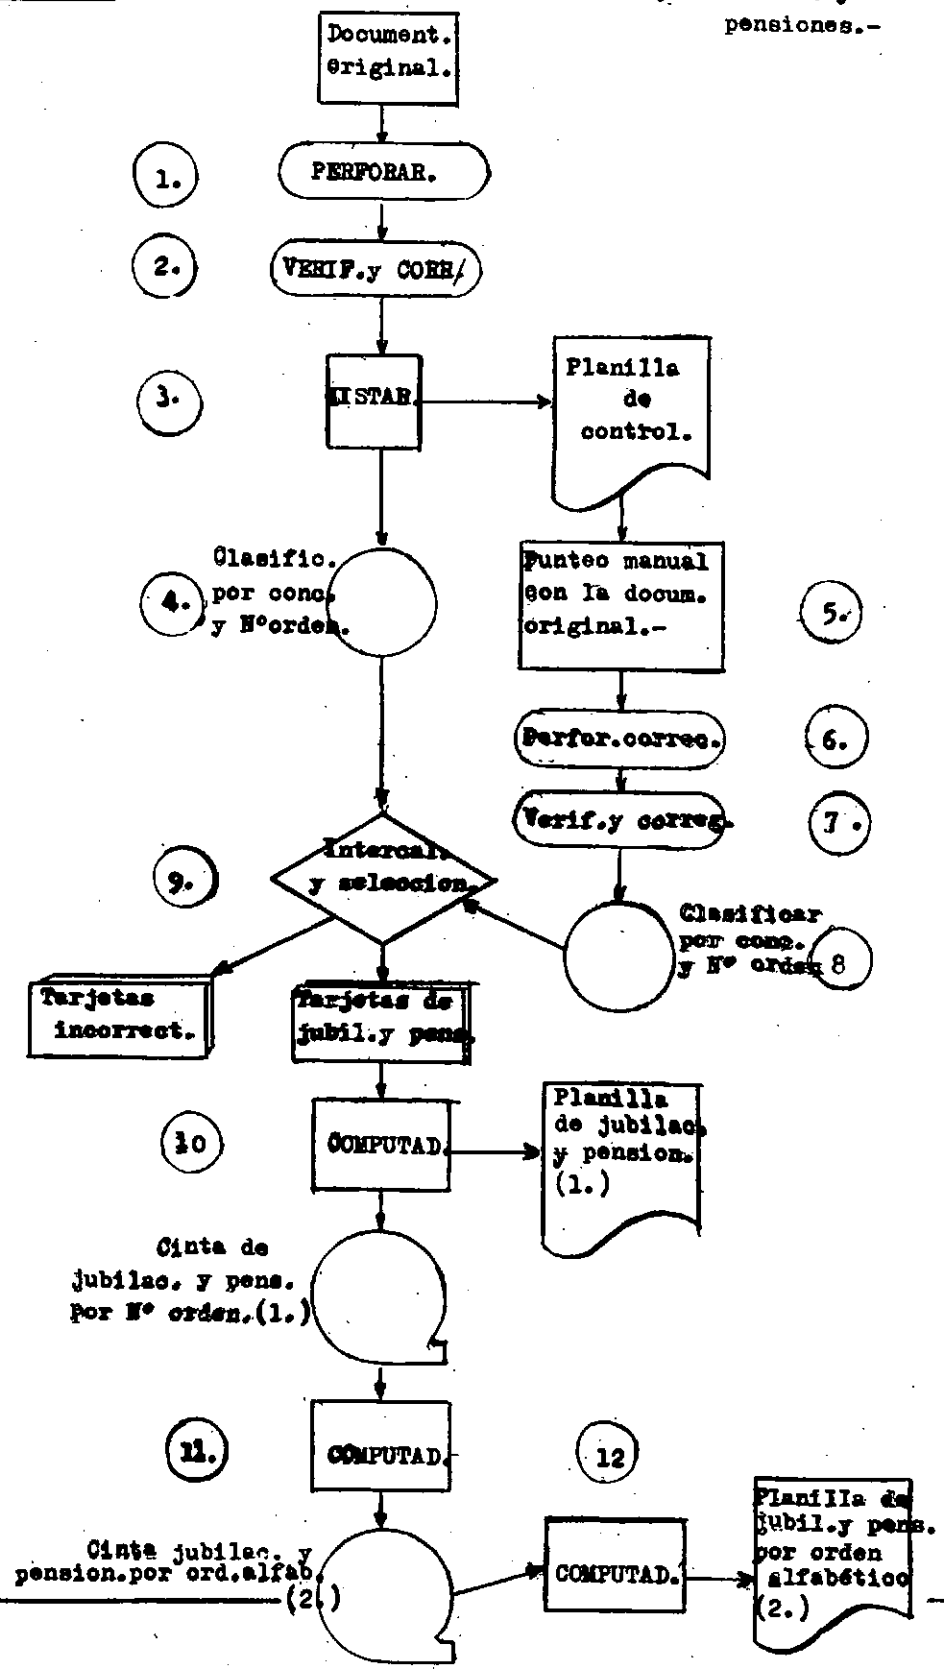 pensiones.-
Document.
original.
1.
PERFORAR.
2.
VERIF.y CORR/
3.
LISTAR.
Planilla
de
control.
Clasific.
por conc.
y Nºorden.
4.
Punteo manual
con la docum.
original.-
5.
Perfor.correc.
6.
Verif.y correg.
7.
9.
Intercal.
y seleccion.
Clasificar
por conc.
y Nº orden
8
Tarjetas
incorrect.
Tarjetas de
jubil.y pens.
10
COMPUTAD.
Planilla
de jubilac.
y pension.
(1.)
Cinta de
jubilac. y pens.
por Nº orden.(1.)
11.
COMPUTAD.
12
Cinta jubilac. y
pension.por ord.alfab.
(2.)
COMPUTAD.
Planilla de
jubil.y pens.
por orden
alfabético
(2.)